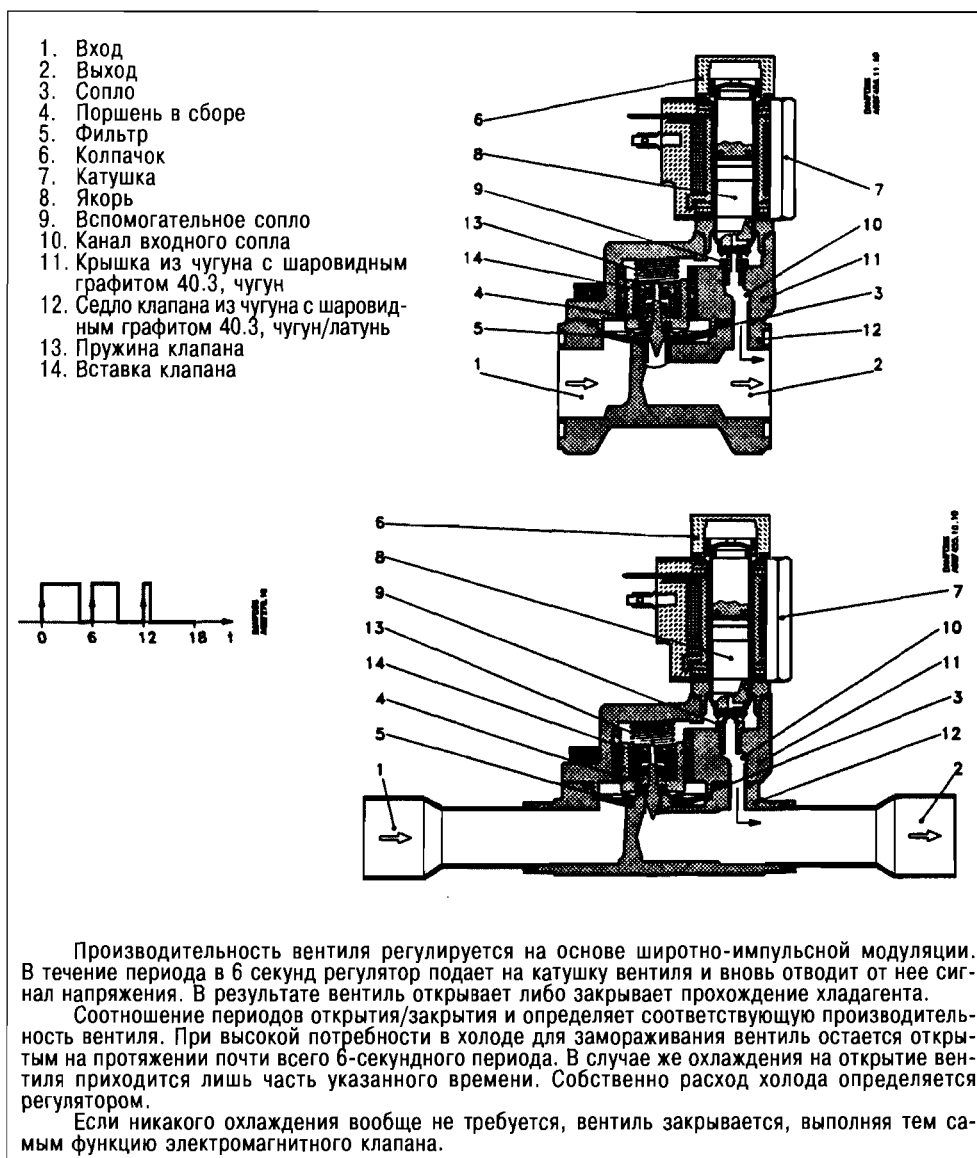 1. Вход
2. Выход
3. Сопло
4. Поршень в сборе
5. Фильтр
6. Колпачок
7. Катушка
8. Якорь
9. Вспомогательное сопло
10. Канал входного сопла
11. Крышка из чугуна с шаровидным
графитом 40.3, чугун
12. Седло клапана из чугуна с шаровид-
ным графитом 40.3, чугун/латунь
13. Пружина клапана
14. Вставка клапана
6
8
9
13
14
4
5
1
7
10
11
3
12
2
6
8
9
13
14
4
5
1
7
10
11
3
12
2
0 6 12 18 t
Производительность вентиля регулируется на основе широтно-импульсной модуляции.
В течение периода в 6 секунд регулятор подает на катушку вентиля и вновь отводит от нее сиг-
нал напряжения. В результате вентиль открывает либо закрывает прохождение хладагента.
Соотношение периодов открытия/закрытия и определяет соответствующую производитель-
ность вентиля. При высокой потребности в холоде для замораживания вентиль остается откры-
тым на протяжении почти всего 6-секундного периода. В случае же охлаждения на открытие вен-
тиля приходится лишь часть указанного времени. Собственно расход холода определяется
регулятором.
Если никакого охлаждения вообще не требуется, вентиль закрывается, выполняя тем са-
мым функцию электромагнитного клапана.